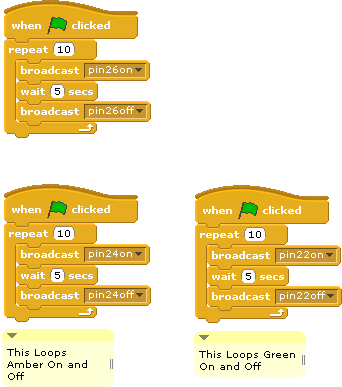 when clicked
repeat 10
broadcast pin26on
wait 5 secs
broadcast pin26off
when clicked
repeat 10
broadcast pin24on
wait 5 secs
broadcast pin24off
This Loops
Amber On and
Off
when clicked
repeat 10
broadcast pin22on
wait 5 secs
broadcast pin22off
This Loops Green
On and Off